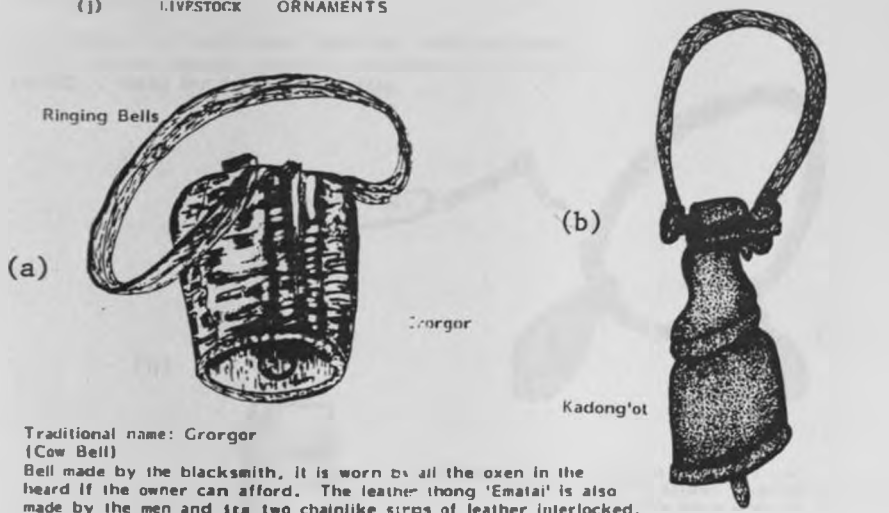 (j) LIVESTOCK ORNAMENTS
Ringing Bells
(a)
(b)
Grorgor
Kadong'ot
Traditional name: Grorgor
(Cow Bell)
Bell made by the blacksmith, it is worn by all the oxen in the
heard if the owner can afford. The leather thong 'Ematai' is also
made by the men and two chainlike strps of leather interlocked.